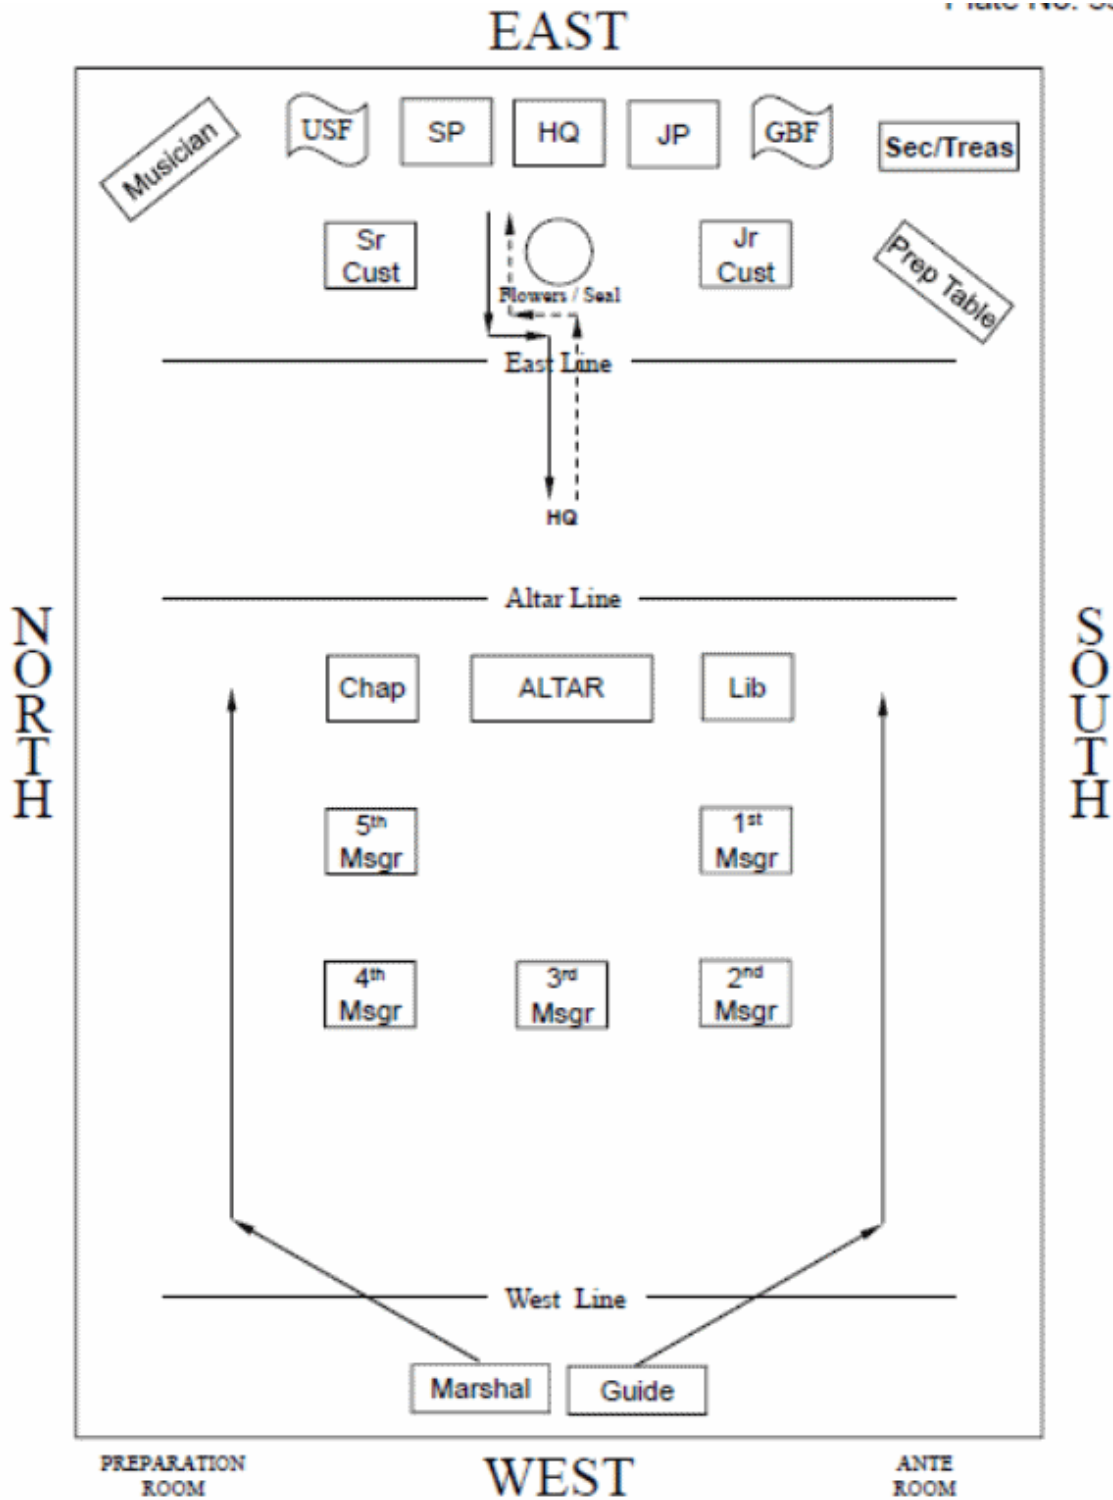 EAST
Musician
USF
SP
HQ
JP
GBF
Sec/Treas
Sr
Cust
Jr
Cust
Prep Table
Flowers / Seal
East Line
HQ
Altar Line
NORTH
SOUTH
Chap
ALTAR
Lib
5th
Msgr
1st
Msgr
4th
Msgr
3rd
Msgr
2nd
Msgr
West Line
Marshal
Guide
PREPARATION
ROOM
WEST
ANTE
ROOM